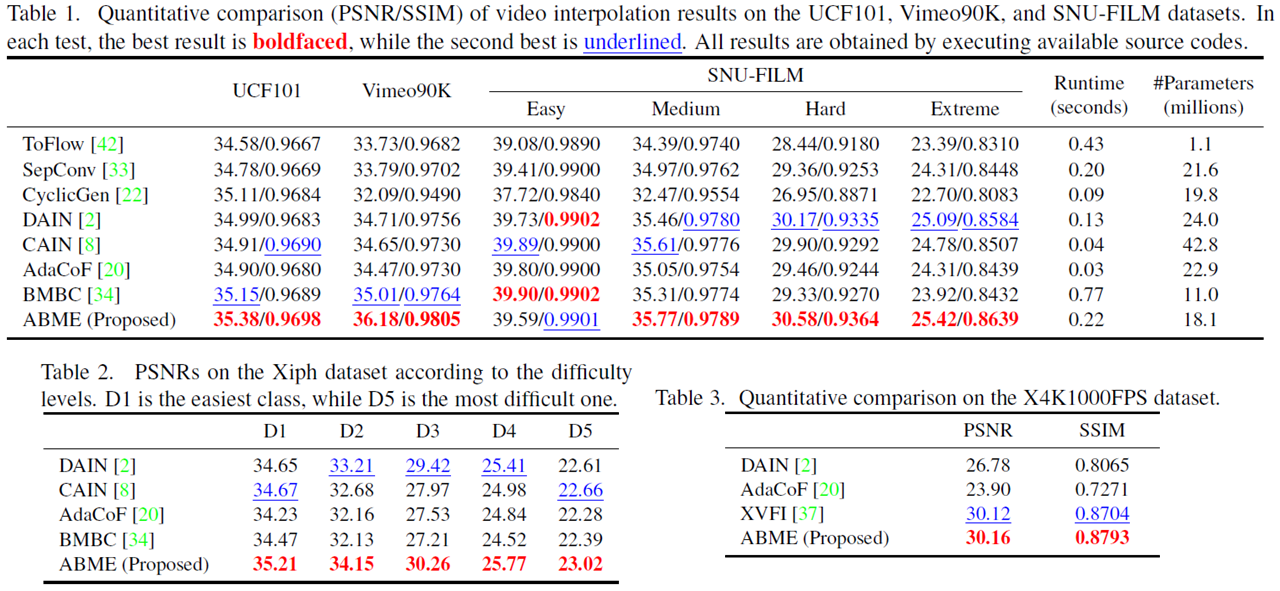 Table 1. Quantitative comparison (PSNR/SSIM) of video interpolation results on the UCF101, Vimeo90K, and SNU-FILM datasets. In
each test, the best result is boldfaced, while the second best is underlined. All results are obtained by executing available source codes.
UCF101 Vimeo90K SNU-FILM Runtime (seconds) #Parameters (millions)
Easy Medium Hard Extreme
ToFlow [42] 34.58/0.9667 33.73/0.9682 39.08/0.9890 34.39/0.9740 28.44/0.9180 23.39/0.8310 0.43 1.1
SepConv [33] 34.78/0.9669 33.79/0.9702 39.41/0.9900 34.97/0.9762 29.36/0.9253 24.31/0.8448 0.20 21.6
CyclicGen [22] 35.11/0.9684 32.09/0.9490 37.72/0.9840 32.47/0.9554 26.95/0.8871 22.70/0.8083 0.09 19.8
DAIN [2] 34.99/0.9683 34.71/0.9756 39.73/0.9902 35.46/0.9780 30.17/0.9335 25.09/0.8584 0.13 24.0
CAIN [8] 34.91/0.9690 34.65/0.9730 39.89/0.9900 35.61/0.9776 29.90/0.9292 24.78/0.8507 0.04 42.8
AdaCoF [20] 34.90/0.9680 34.47/0.9730 39.80/0.9900 35.05/0.9754 29.46/0.9244 24.31/0.8439 0.03 22.9
BMBC [34] 35.15/0.9689 35.01/0.9764 39.90/0.9902 35.31/0.9774 29.33/0.9270 23.92/0.8432 0.77 11.0
ABME (Proposed) 35.38/0.9698 36.18/0.9805 39.59/0.9901 35.77/0.9789 30.58/0.9364 25.42/0.8639 0.22 18.1
Table 2. PSNRs on the Xiph dataset according to the difficulty
levels. D1 is the easiest class, while D5 is the most difficult one.
D1 D2 D3 D4 D5
DAIN [2] 34.65 33.21 29.42 25.41 22.61
CAIN [8] 34.67 32.68 27.97 24.98 22.66
AdaCoF [20] 34.23 32.16 27.53 24.84 22.28
BMBC [34] 34.47 32.13 27.21 24.52 22.39
ABME (Proposed) 35.21 34.15 30.26 25.77 23.02
Table 3. Quantitative comparison on the X4K1000FPS dataset.
PSNR SSIM
DAIN [2] 26.78 0.8065
AdaCoF [20] 23.90 0.7271
XVFI [37] 30.12 0.8704
ABME (Proposed) 30.16 0.8793